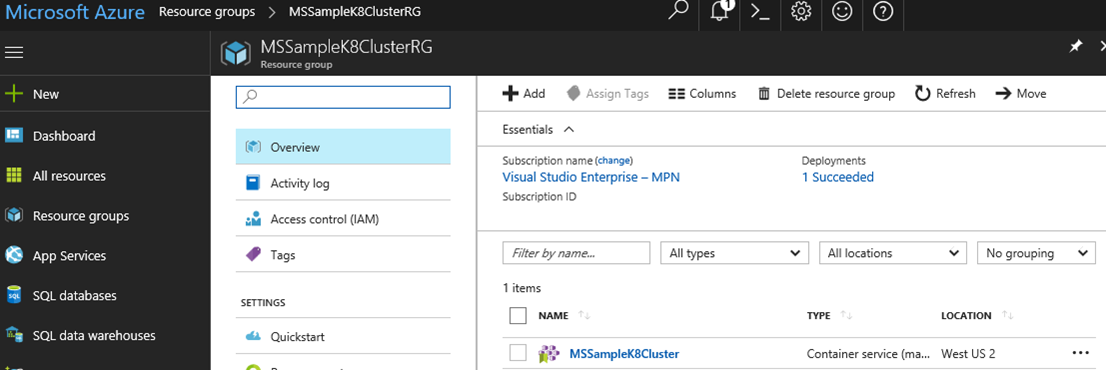 Microsoft Azure Resource groups > MSSampleK8ClusterRG
1
MSSampleK8ClusterRG
Resource group
New
Dashboard
All resources
Resource groups
App Services
SQL databases
SQL data warehouses
Overview
Activity log
Access control (IAM)
Tags
SETTINGS
Quickstart
Add Assign Tags Columns Delete resource group Refresh Move
Essentials
Subscription name (change) Deployments
Visual Studio Enterprise – MPN 1 Succeeded
Subscription ID
Filter by name... All types All locations No grouping
1 items
NAME TYPE LOCATION
MSSampleK8Cluster Container service (ma... West US 2 ...